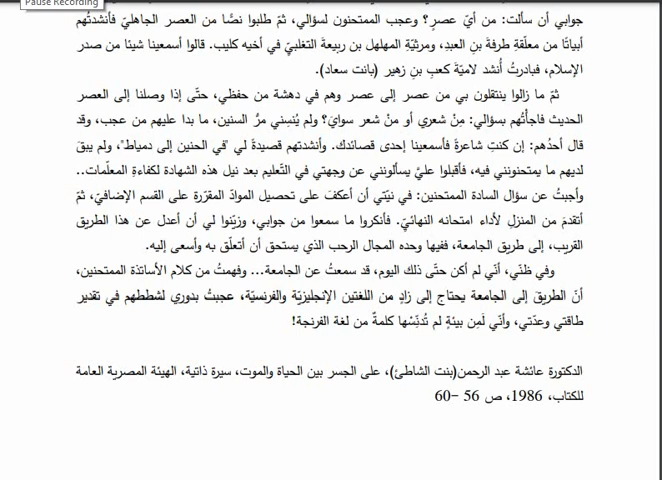 Pause Recording
جوابي أن سألت: من أيّ عصرٍ؟ وعجب الممتحنون لسؤالي، ثمّ طلبوا نصًّا من العصر الجاهليّ فأنشدتُهم
أبياتًا من معلّقةِ طرفةَ بنِ العبدِ، ومرثيّةِ المهلهل بن ربيعةَ التغلبيّ في أخيه كليب. قالوا أسمعينا شيئا من صدر
الإسلام، فبادرتُ أُنشد لاميّةَ كعبِ بنِ زهير (بانت سعاد).
ثمّ ما زالوا ينتقلون بي من عصر إلى عصر وهم في دهشة من حفظي، حتّى إذا وصلنا إلى العصر
الحديث فاجأتُهم بسؤالي: مِنْ شعري أو منْ شعر سوايَ؟ ولم يُنسِني مرُّ السنين، ما بدا عليهم من عجب، وقد
قال أحدُهم: إن كنتِ شاعرةً فأسمعينا إحدى قصائدك. وأنشدتهم قصيدةً لي "في الحنين إلى دمياط"، ولم يبقَ
لديهم ما يمتحنونني فيه، فأقبلوا عليَّ يسألونني عن وجهتي في التّعليم بعد نيل هذه الشهادة لكفاءةِ المعلّمات..
وأجبتُ عن سؤال السادة الممتحنين: في نيّتي أن أعكفَ على تحصيل الموادّ المقرّرة على القسم الإضافيّ، ثمّ
أتقدمَ من المنزلِ لأداء امتحانه النهائيّ. فأنكروا ما سمعوا من جوابي، وزيّنوا لي أن أعدل عن هذا الطريق
القريب، إلى طريق الجامعة، ففيها وحده المجال الرحب الذي يستحق أن أتعلّق به وأسعى إليه.
وفي ظنّي، أنّي لم أكن حتّى ذلك اليوم، قد سمعتُ عن الجامعة... وفهمتُ من كلام الأساتذة الممتحنين،
أنّ الطريقَ إلى الجامعة يحتاج إلى زادٍ من اللغتين الإنجليزيّة والفرنسيّة، عجبتُ بدوري لشططهم في تقدير
طاقتي وعدّتي، وأنّي لَمِن بيئةٍ لم تُدنّسْها كلمةٌ من لغة الفرنجة!
الدكتورة عائشة عبد الرحمن(بنت الشاطئ)، على الجسر بين الحياة والموت، سيرة ذاتية، الهيئة المصرية العامة
للكتاب، 1986، ص 56 –60